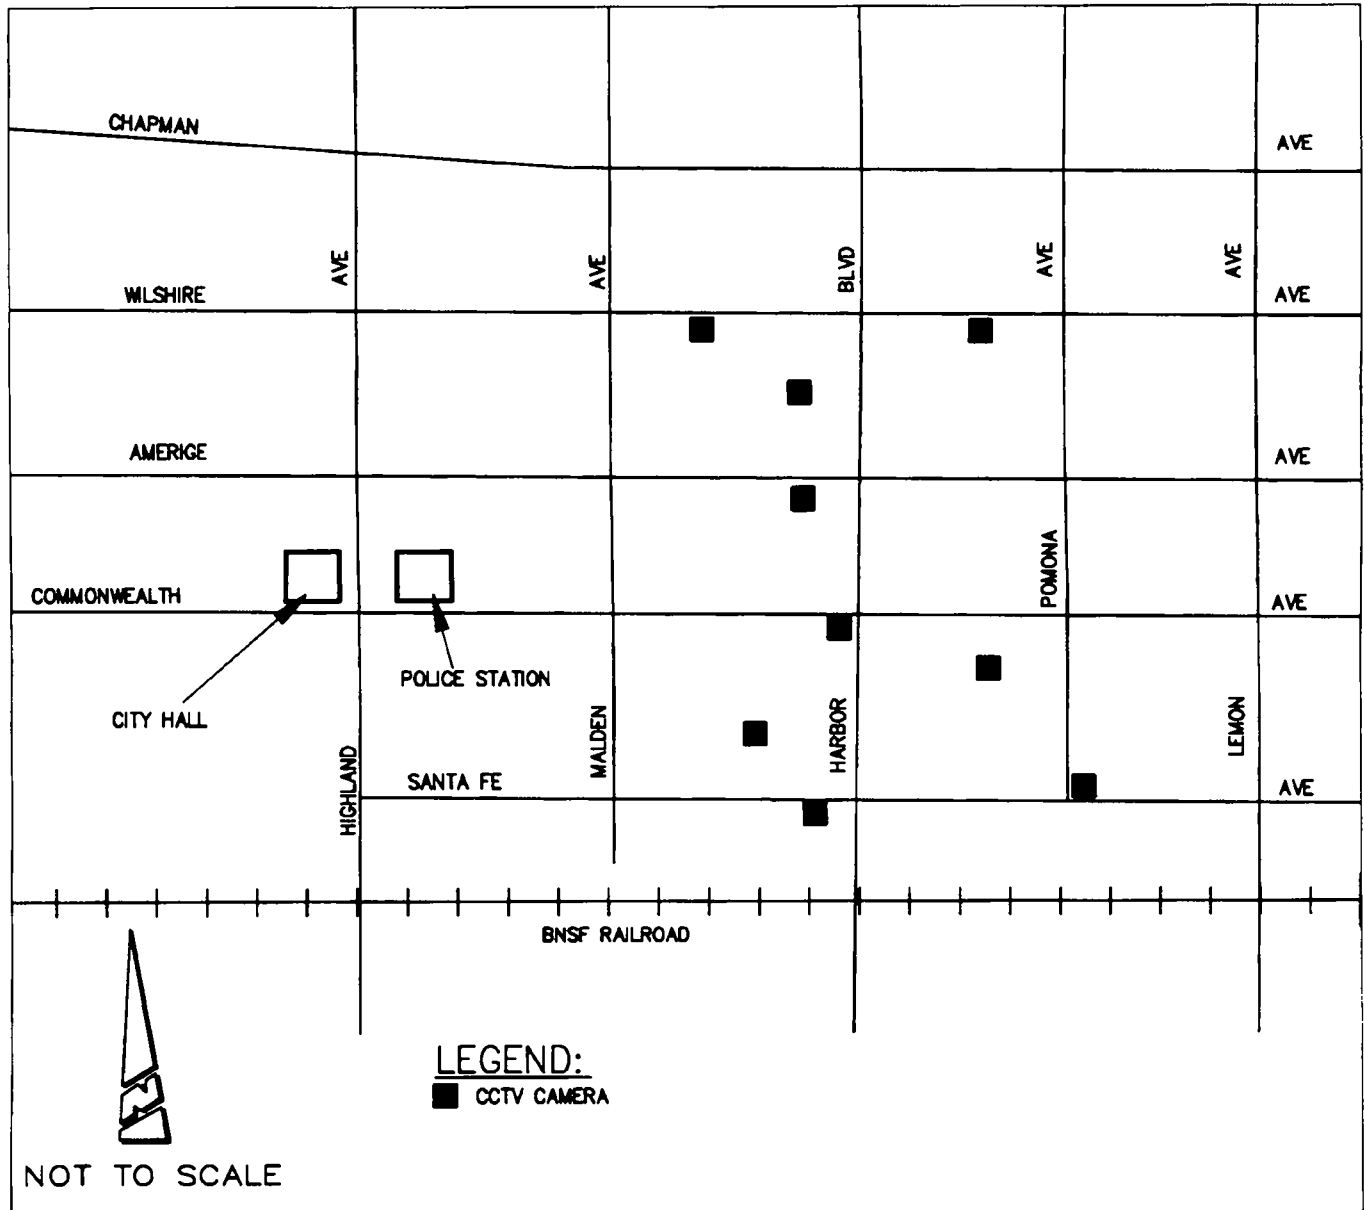 CHAPMAN
AVE
AVE
AVE
BLVD
AVE
AVE
WILSHIRE
AVE
AMERIGE
AVE
COMMONWEALTH
POMONA
AVE
POLICE STATION
CITY HALL
HIGHLAND
SANTA FE
MALDEN
HARBOR
LEMON
AVE
BNSF RAILROAD
N
LEGEND:
CCTV CAMERA
NOT TO SCALE